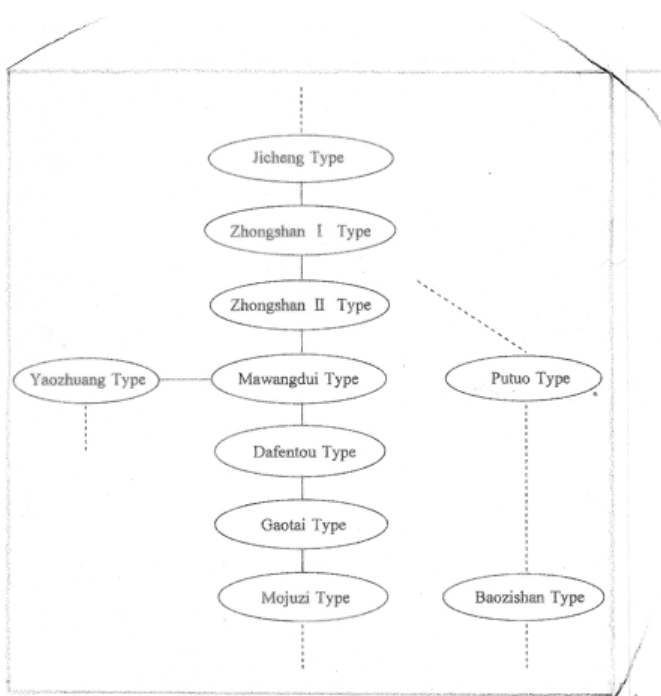 Jicheng Type
Zhongshan I Type
Zhongshan II Type
Yaozhuang Type
Mawangdui Type
Putuo Type
Dafentou Type
Gaotai Type
Mojuzi Type
Baozishan Type